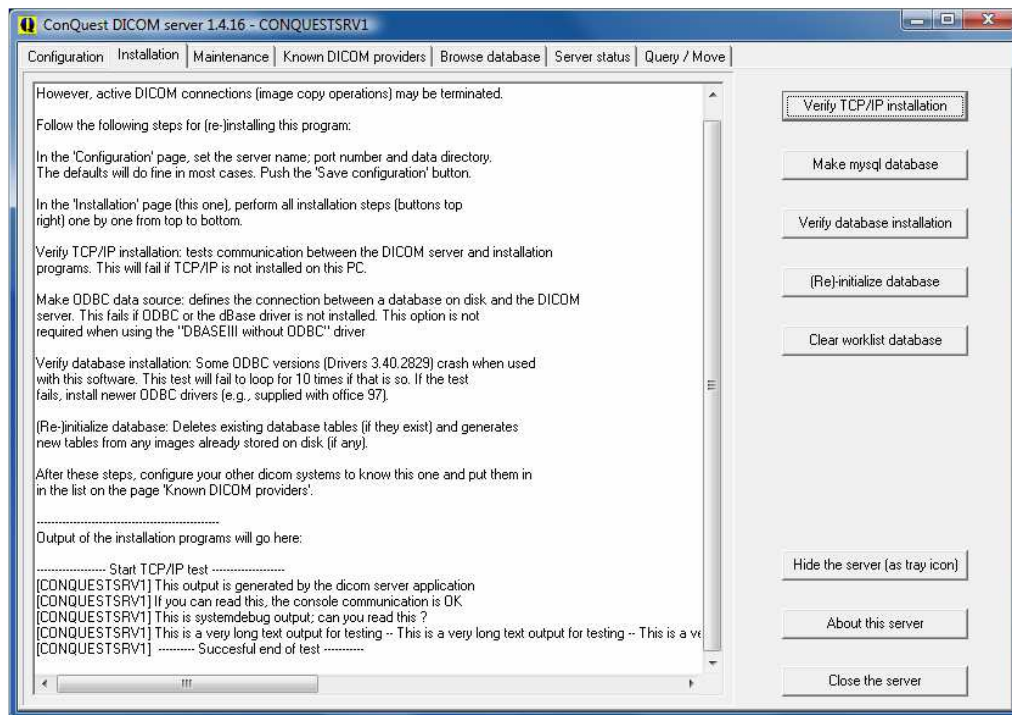 ConQuest DICOM server 1.4.16 - CONQUESTSRV1
Configuration Installation Maintenance Known DICOM providers Browse database Server status Query / Move
However, active DICOM connections (image copy operations) may be terminated.
Follow the following steps for (re-)installing this program:
In the 'Configuration' page, set the server name; port number and data directory.
The defaults will do fine in most cases. Push the 'Save configuration' button.
In the 'Installation' page (this one), perform all installation steps (buttons top
right) one by one from top to bottom.
Verify TCP/IP installation: tests communication between the DICOM server and installation
programs. This will fail if TCP/IP is not installed on this PC.
Make ODBC data source: defines the connection between a database on disk and the DICOM
server. This fails if ODBC or the dBase driver is not installed. This option is not
required when using the "DBASEIII without ODBC" driver
Verify database installation: Some ODBC versions (Drivers 3.40.2829) crash when used
with this software. This test will fail to loop for 10 times if that is so. If the test
fails, install newer ODBC drivers (e.g., supplied with office 97).
(Re-)initialize database: Deletes existing database tables (if they exist) and generates
new tables from any images already stored on disk (if any).
After these steps, configure your other dicom systems to know this one and put them in
in the list on the page 'Known DICOM providers'.
--------------------------------------------------
Output of the installation programs will go here:
------------------- Start TCP/IP test --------------------
[CONQUESTSRV1] This output is generated by the dicom server application
[CONQUESTSRV1] If you can read this, the console communication is OK
[CONQUESTSRV1] This is systemdebug output; can you read this ?
[CONQUESTSRV1] This is a very long text output for testing -- This is a very long text output for testing -- This is a ve
[CONQUESTSRV1] ---------- Succesful end of test -----------
Verify TCP/IP installation
Make mysql database
Verify database installation
(Re)-initialize database
Clear worklist database
Hide the server (as tray icon)
About this server
Close the server